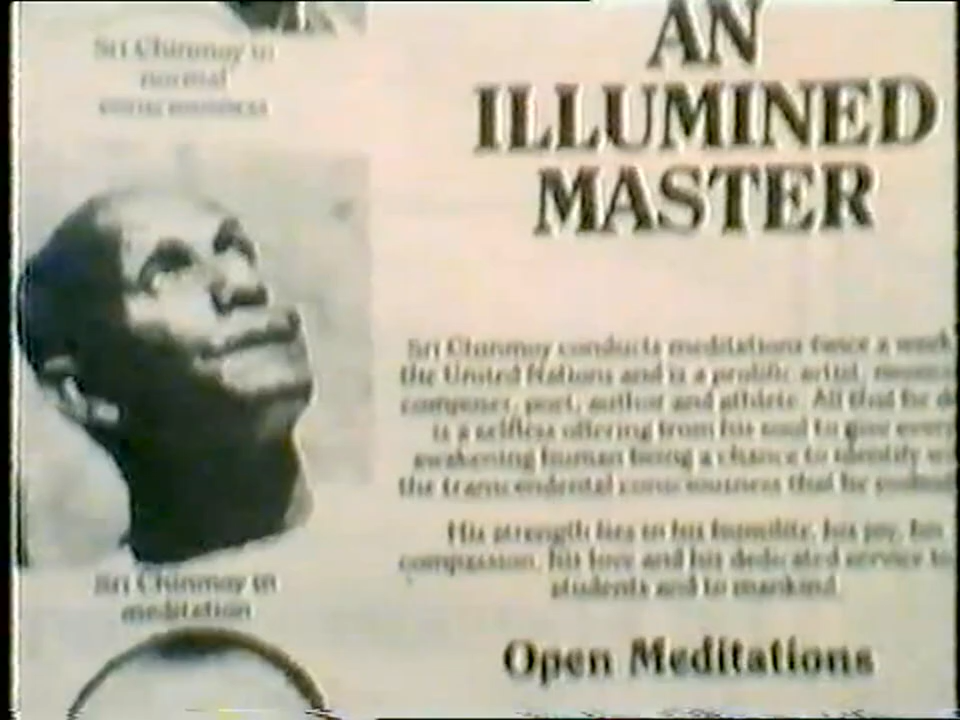 Sri Chinmoy in
normal
consciousness
AN
ILLUMINED
MASTER
Sri Chinmoy conducts meditations twice a week
the United Nations and is a prolific artist,
composer, poet, author and athlete. All that he
is a selfless offering from his soul to give every
awakening human being a chance to identify
the transcendental consciousness that he
His strength lies in his humility, his joy, his
compassion, his love and his dedicated service to
students and to mankind.
Sri Chinmoy in
meditation
Open Meditations